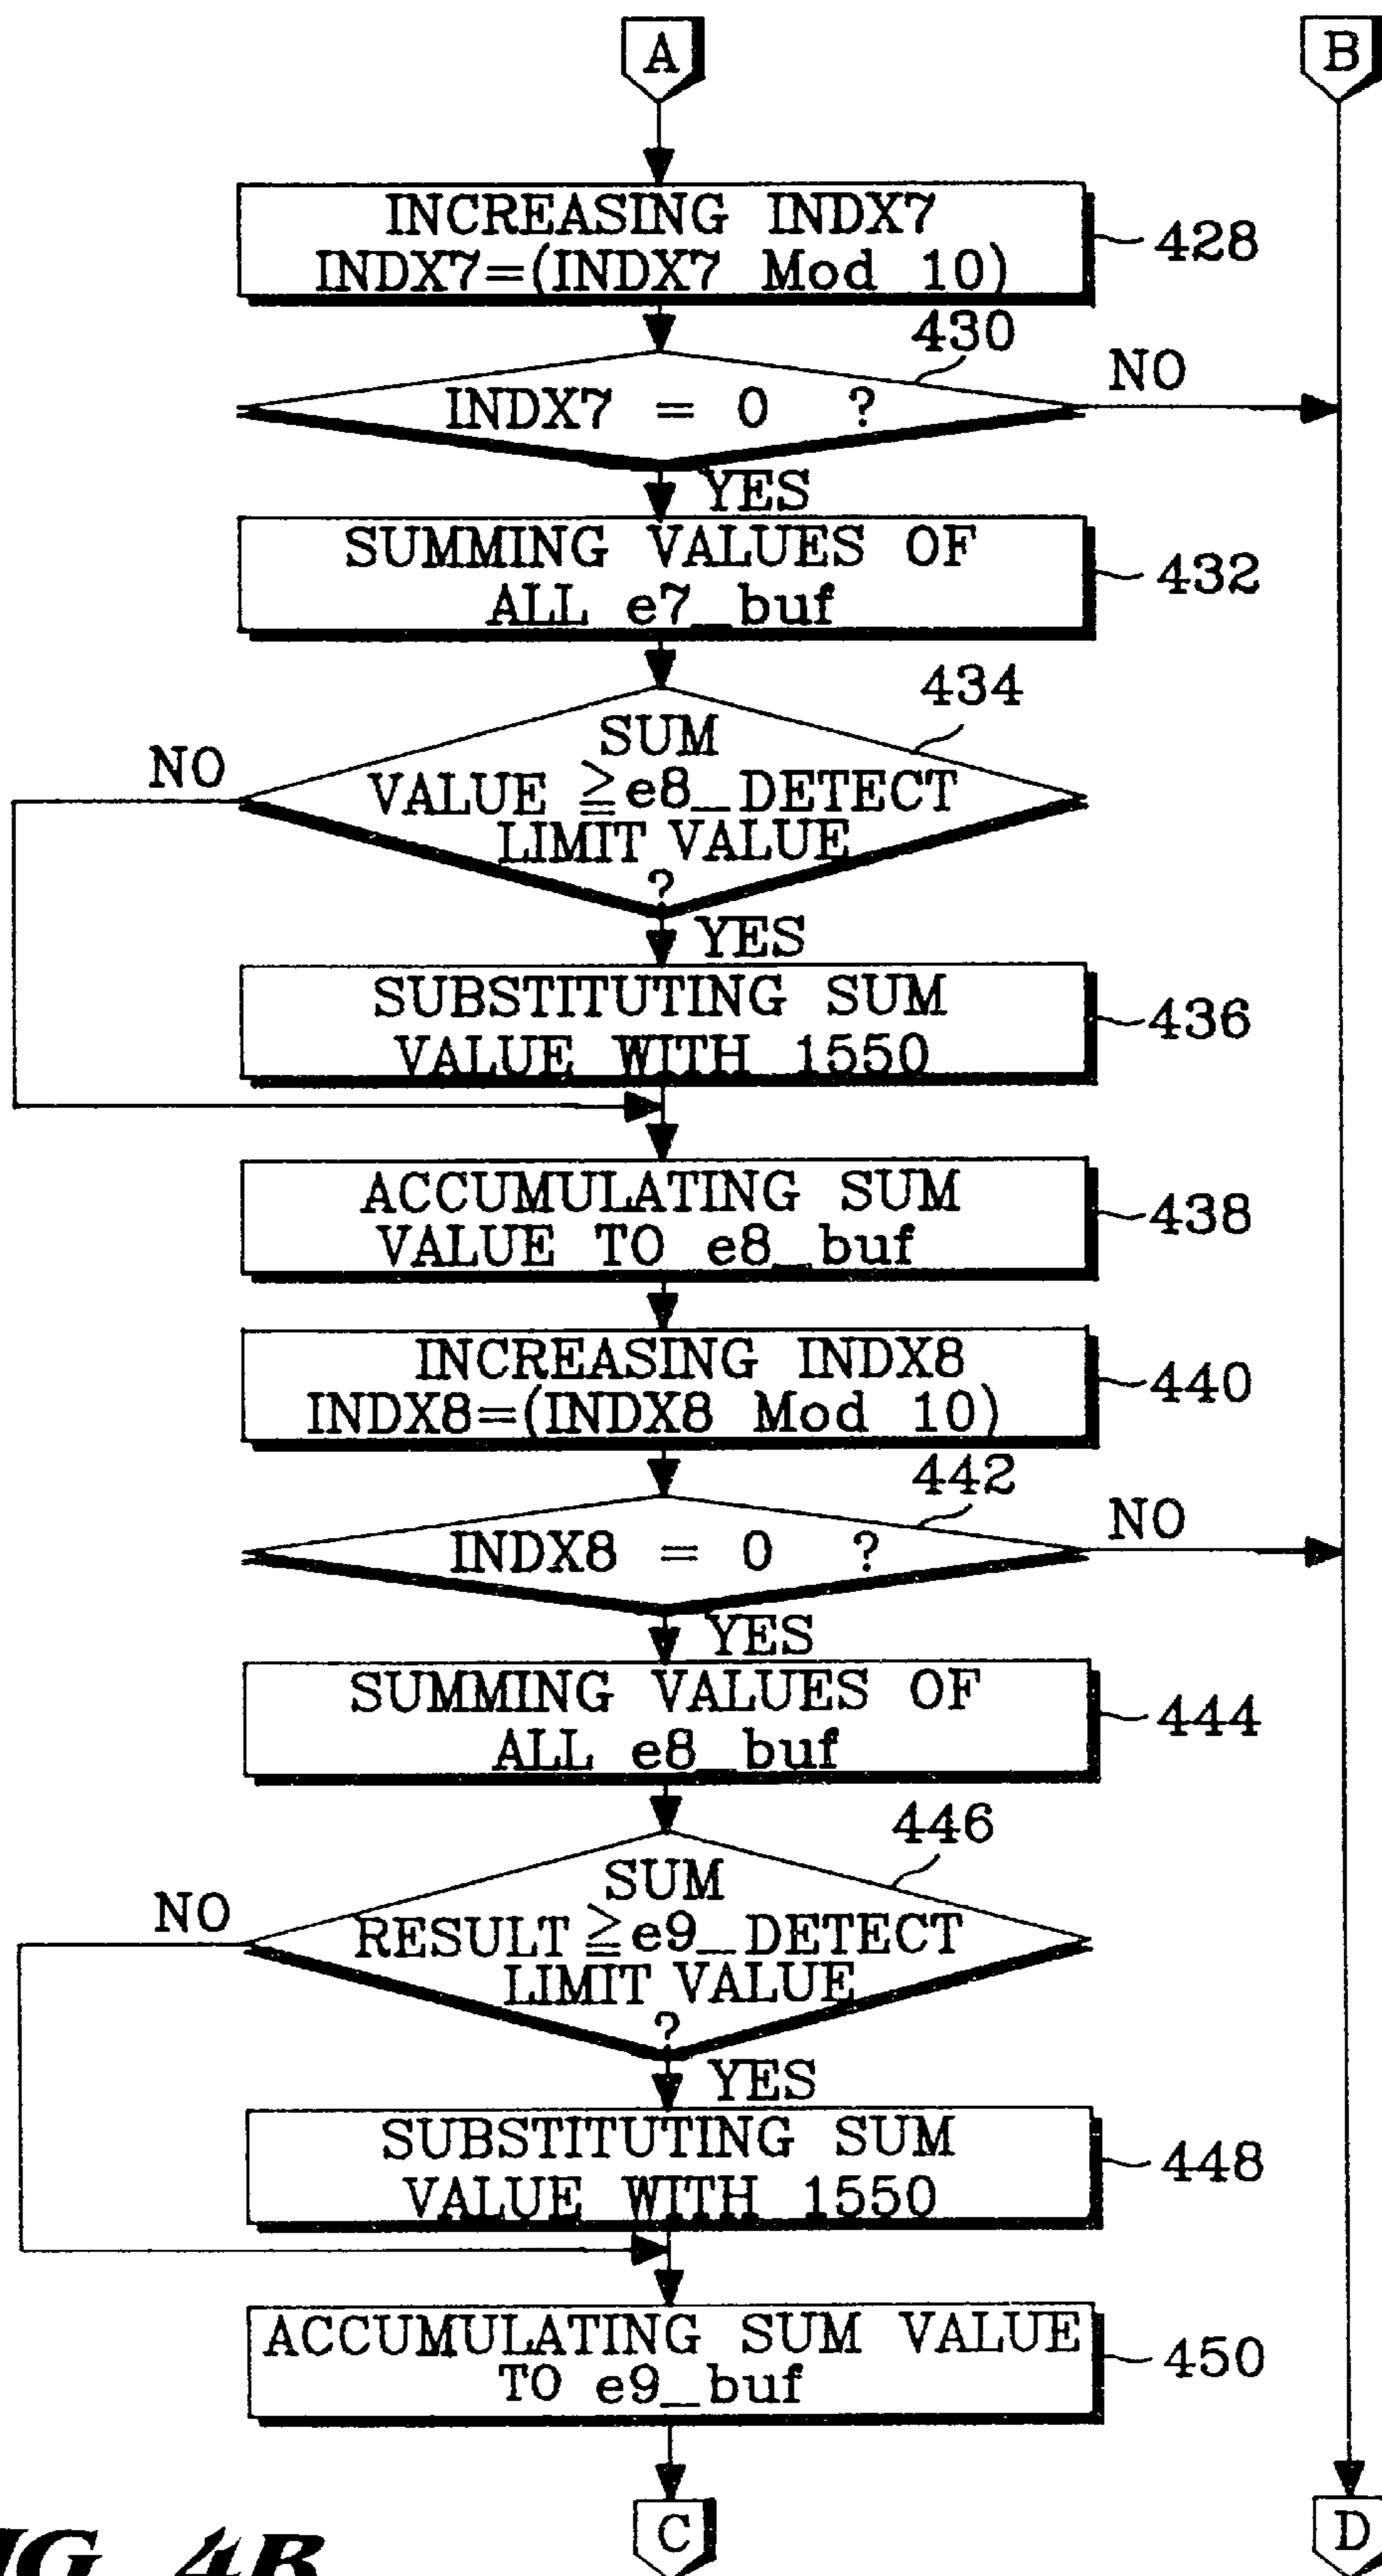 A
B
INCREASING INDX7
INDX7=(INDX7 Mod 10)
428
430
INDX7 = 0 ?
NO
YES
SUMMING VALUES OF
ALL e7_buf
432
434
SUM
VALUE ≧ e8_DETECT
LIMIT VALUE
?
NO
YES
SUBSTITUTING SUM
VALUE WITH 1550
436
ACCUMULATING SUM
VALUE TO e8_buf
438
INCREASING INDX8
INDX8=(INDX8 Mod 10)
440
442
INDX8 = 0 ?
NO
YES
SUMMING VALUES OF
ALL e8_buf
444
446
SUM
RESULT ≧ e9_DETECT
LIMIT VALUE
?
NO
YES
SUBSTITUTING SUM
VALUE WITH 1550
448
ACCUMULATING SUM VALUE
TO e9_buf
450
C
D
4B